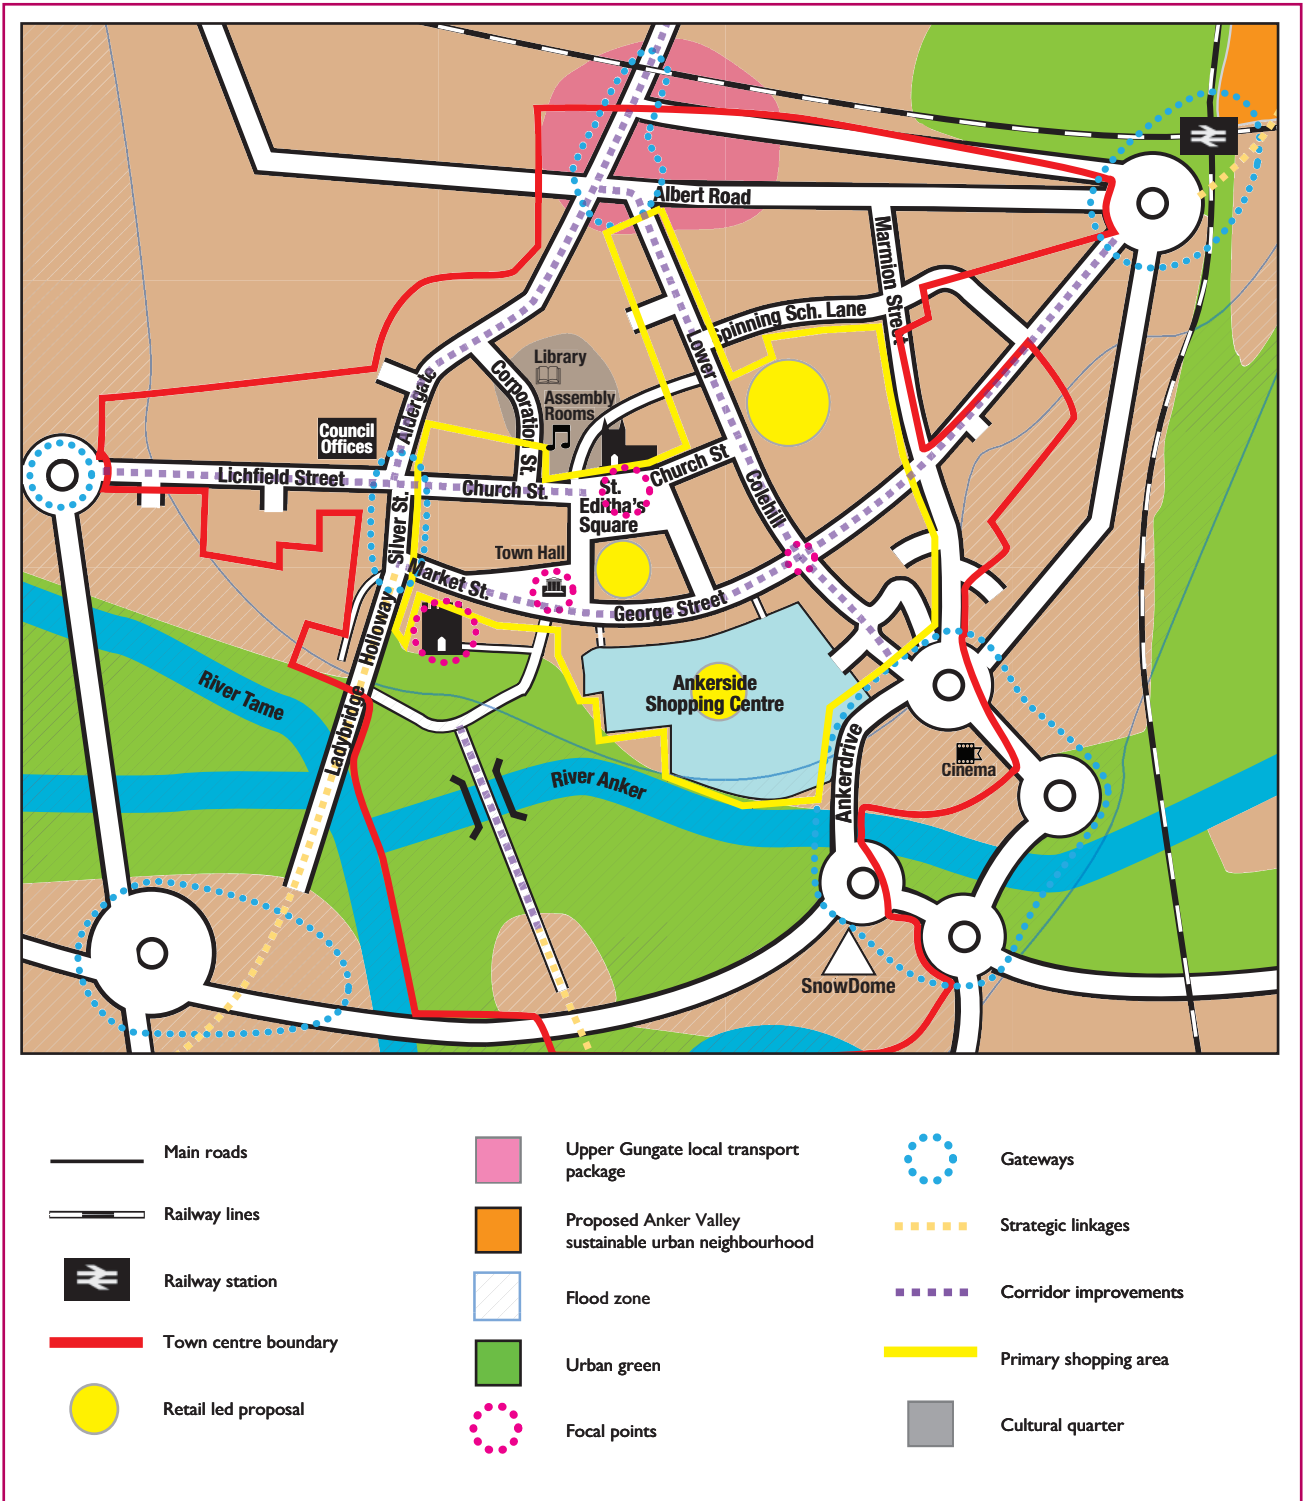 Albert Road
Marmion Street
Spinning Sch. Lane
Library
Lower
Corporation St.
Assembly
Rooms
Aldergate
Council
Offices
Church St.
Lichfield Street
Church St.
St.
Editha's
Square
Colehill
Silver St.
Town Hall
Market St.
George Street
Holloway
River Tame
Ankerside
Shopping Centre
Ladybridge
Cinema
Ankerdrive
River Anker
SnowDome
Main roads
Railway lines
Railway station
Town centre boundary
Retail led proposal
Upper Gungate local transport
package
Proposed Anker Valley
sustainable urban neighbourhood
Flood zone
Urban green
Focal points
Gateways
Strategic linkages
Corridor improvements
Primary shopping area
Cultural quarter